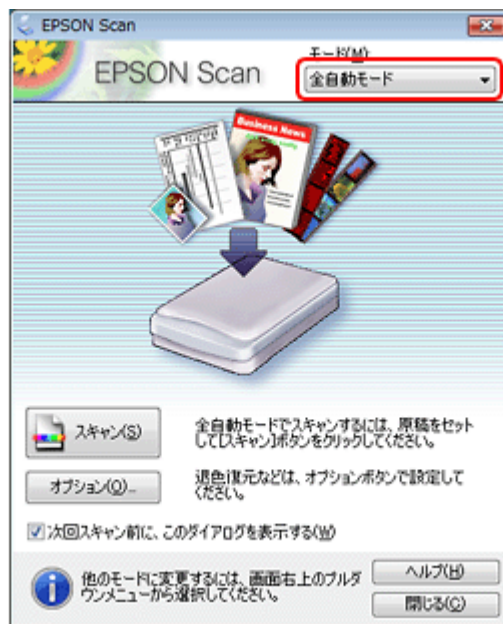 EPSON Scan
モード(M):
EPSON Scan
全自動モード
Business News
スキャン(S)
全自動モードでスキャンするには、原稿をセット
して[スキャン]ボタンをクリックしてください。
オプション(O)...
退色復元などは、オプションボタンで設定して
ください。
次回スキャン前に、このダイアログを表示する(W)
他のモードに変更するには、画面右上のプルダ
ウンメニューから選択してください。
ヘルプ(H)
閉じる(C)